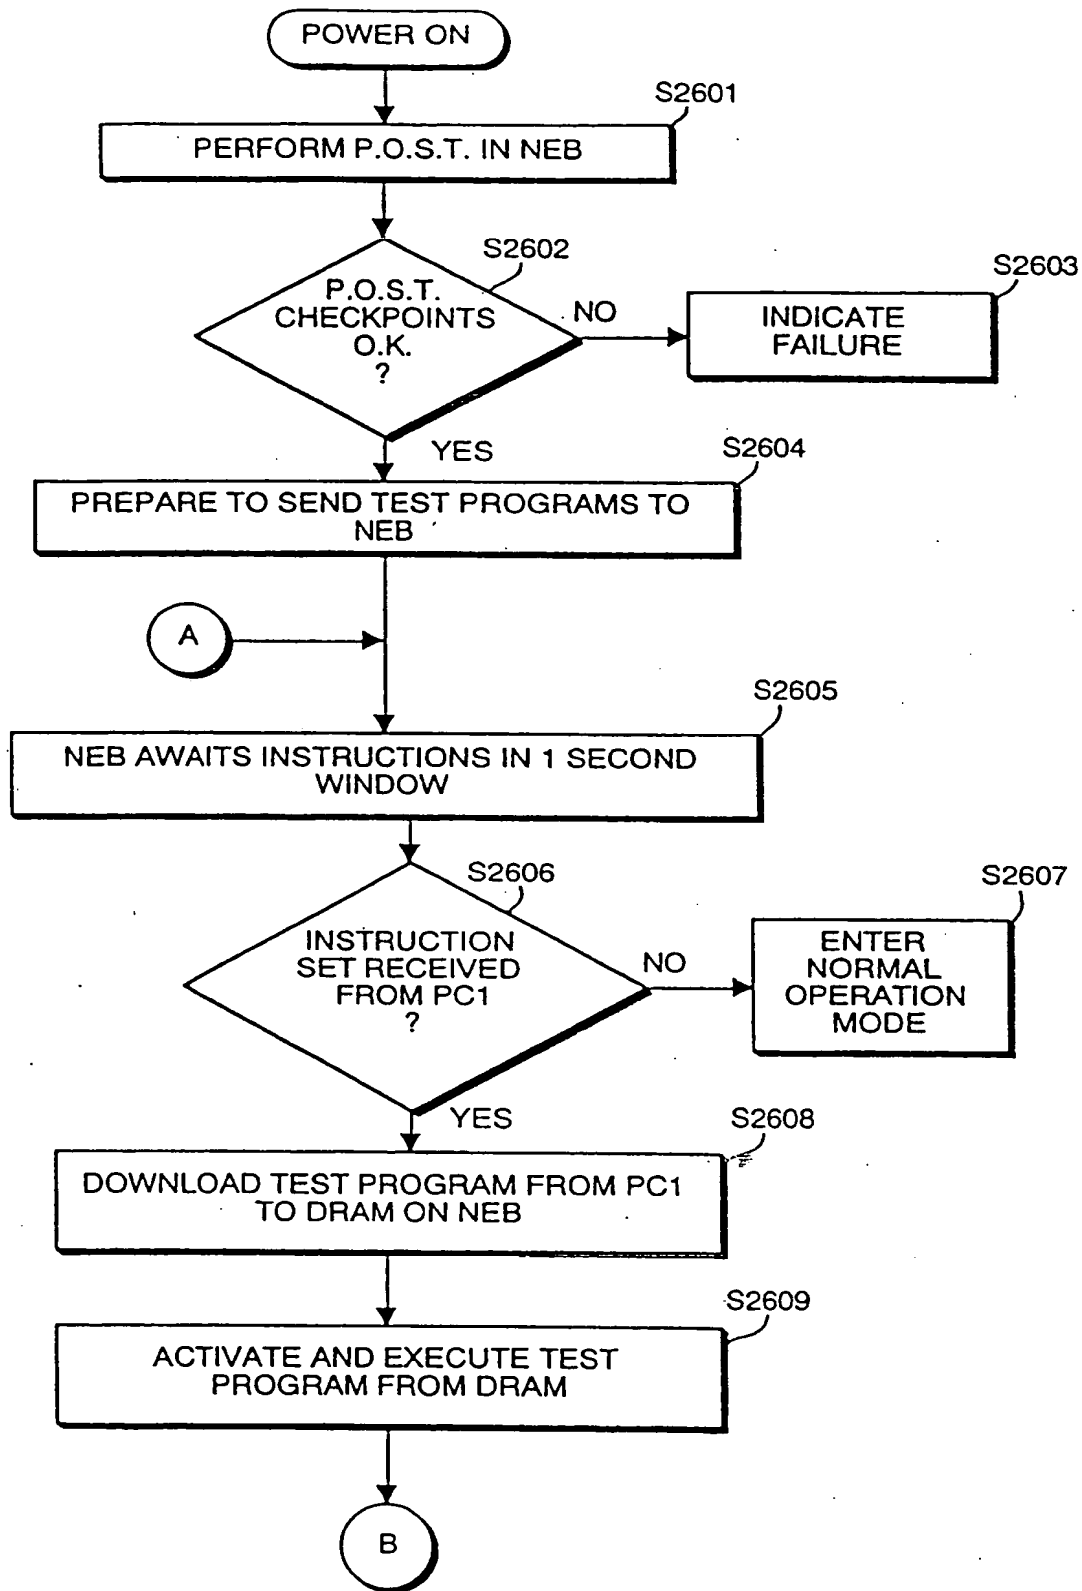 POWER ON
S2601
PERFORM P.O.S.T. IN NEB
S2602
P.O.S.T.
CHECKPOINTS
O.K.
?
NO
S2603
INDICATE
FAILURE
YES
S2604
PREPARE TO SEND TEST PROGRAMS TO
NEB
A
S2605
NEB AWAITS INSTRUCTIONS IN 1 SECOND
WINDOW
S2606
INSTRUCTION
SET RECEIVED
FROM PC1
?
NO
S2607
ENTER
NORMAL
OPERATION
MODE
YES
S2608
DOWNLOAD TEST PROGRAM FROM PC1
TO DRAM ON NEB
S2609
ACTIVATE AND EXECUTE TEST
PROGRAM FROM DRAM
B